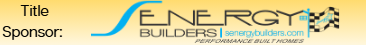 Title
Sponsor:
SENERGY
BUILDERS | senergybuilders.com
PERFORMANCE BUILT HOMES